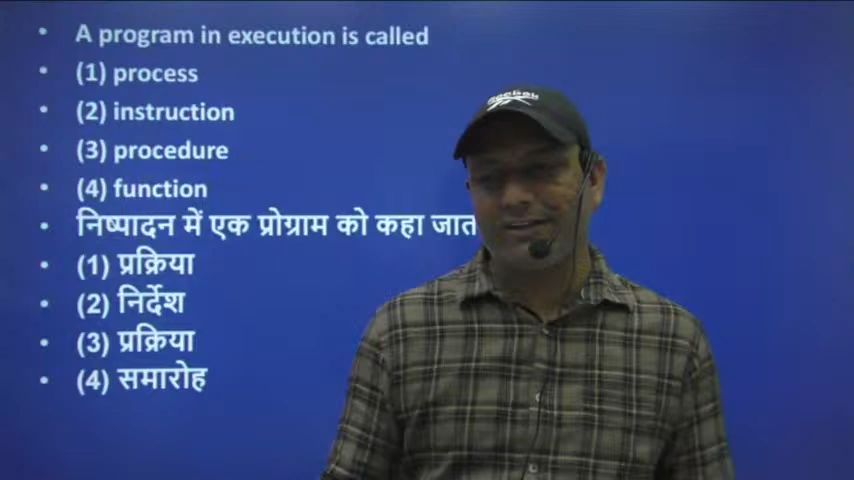 • A program in execution is called
• (1) process
• (2) instruction
• (3) procedure
• (4) function
• निष्पादन में एक प्रोग्राम को कहा जात
• (1) प्रक्रिया
• (2) निर्देश
• (3) प्रक्रिया
• (4) समारोह
Reebok